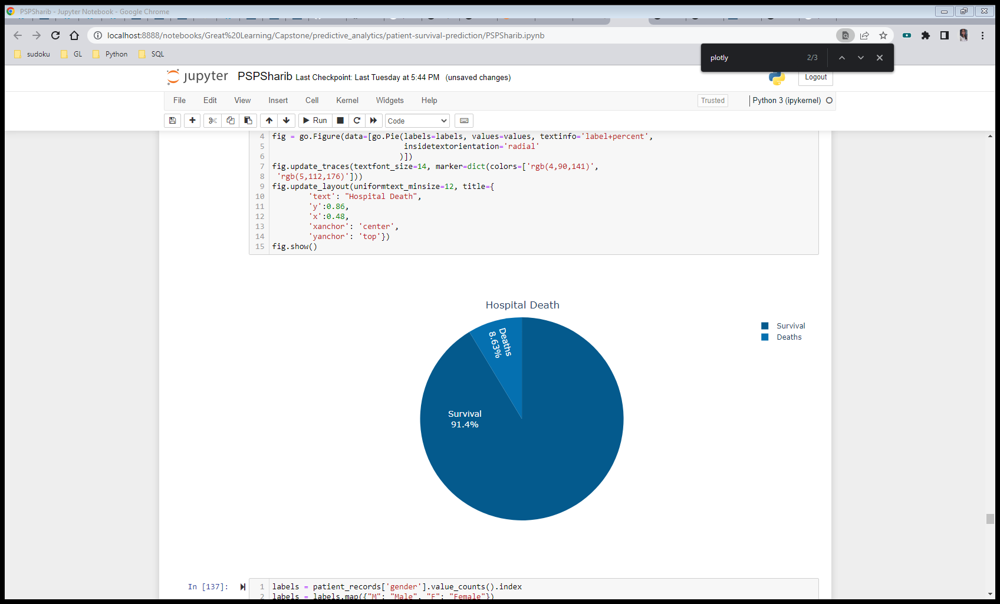 PSPSharib - Jupyter Notebook - Google Chrome
localhost:8888/notebooks/Great%20Learning/Capstone/predictive_analytics/patient-survival-prediction/PSPSharib.ipynb
sudoku GL Python SQL
plotly 2/3
jupyter PSPSharib Last Checkpoint: Last Tuesday at 5:44 PM (unsaved changes)
Logout
File Edit View Insert Cell Kernel Widgets Help Trusted Python 3 (ipykernel)
Run Code
4 fig = go.Figure(data=[go.Pie(labels=labels, values=values, textinfo='label+percent',
5 insidetextorientation='radial'
6 )])
7 fig.update_traces(textfont_size=14, marker=dict(colors=['rgb(4,90,141)',
8 'rgb(5,112,176)']))
9 fig.update_layout(uniformtext_minsize=12, title={
10 'text': "Hospital Death",
11 'y':0.86,
12 'x':0.48,
13 'xanchor': 'center',
14 'yanchor': 'top'})
15 fig.show()
Hospital Death
Survival
Deaths
Deaths
8.63%
Survival
91.4%
In [137]: 1 labels = patient_records['gender'].value_counts().index
2 labels = labels.map({"M": "Male", "F": "Female"})